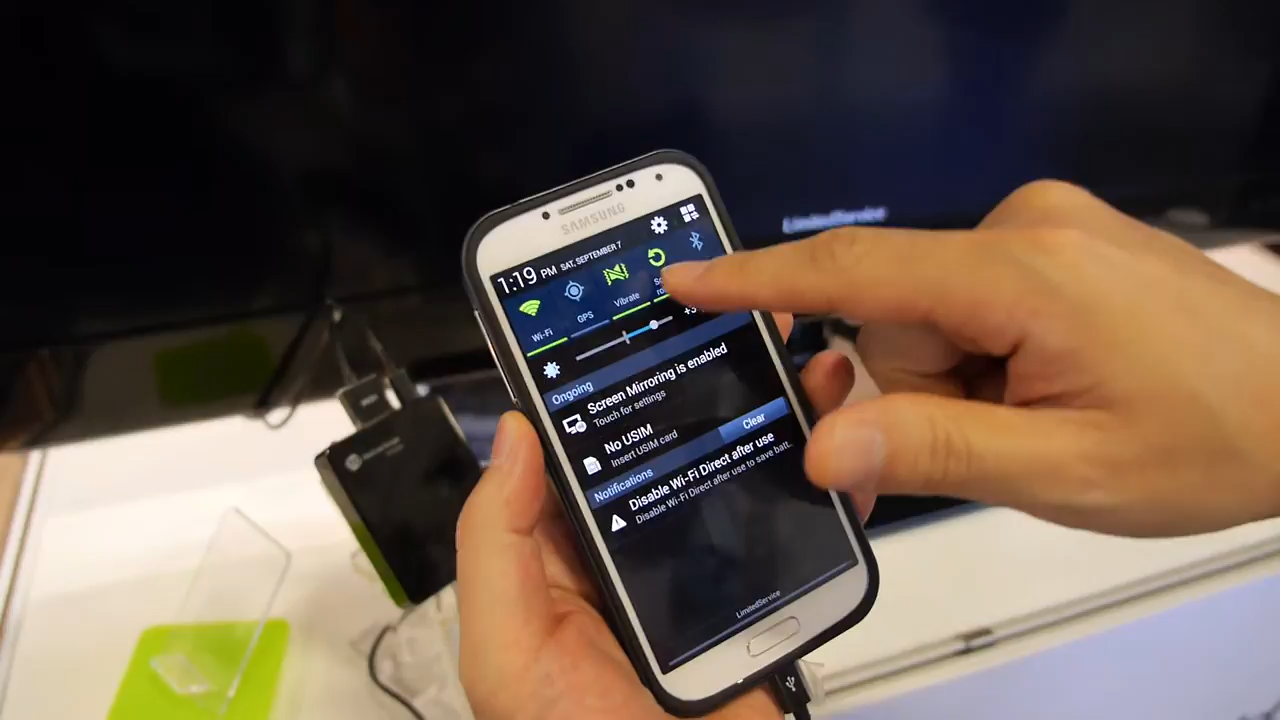 SAMSUNG
1:19 PM SAT, SEPTEMBER 7
Wi-Fi
GPS
Vibrate
Ongoing
Screen Mirroring is enabled
Touch for settings
No USIM
Insert USIM card
Clear
Notifications
Disable Wi-Fi Direct after use
Disable Wi-Fi Direct after use to save batt..
LimitedService
LimitedService